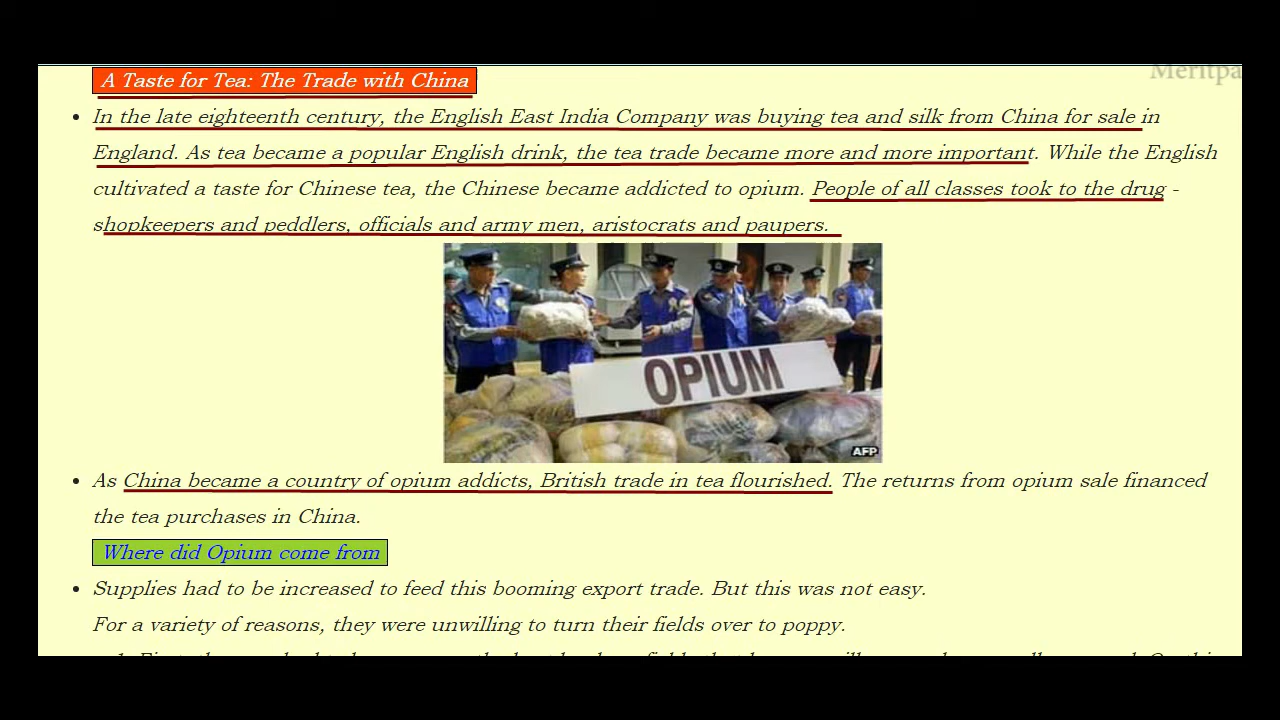 Meritpa
A Taste for Tea: The Trade with China
In the late eighteenth century, the English East India Company was buying tea and silk from China for sale in
England. As tea became a popular English drink, the tea trade became more and more important. While the English
cultivated a taste for Chinese tea, the Chinese became addicted to opium. People of all classes took to the drug -
shopkeepers and peddlers, officials and army men, aristocrats and paupers.
OPIUM
AFP
As China became a country of opium addicts, British trade in tea flourished. The returns from opium sale financed
the tea purchases in China.
Where did Opium come from
Supplies had to be increased to feed this booming export trade. But this was not easy.
For a variety of reasons, they were unwilling to turn their fields over to poppy.